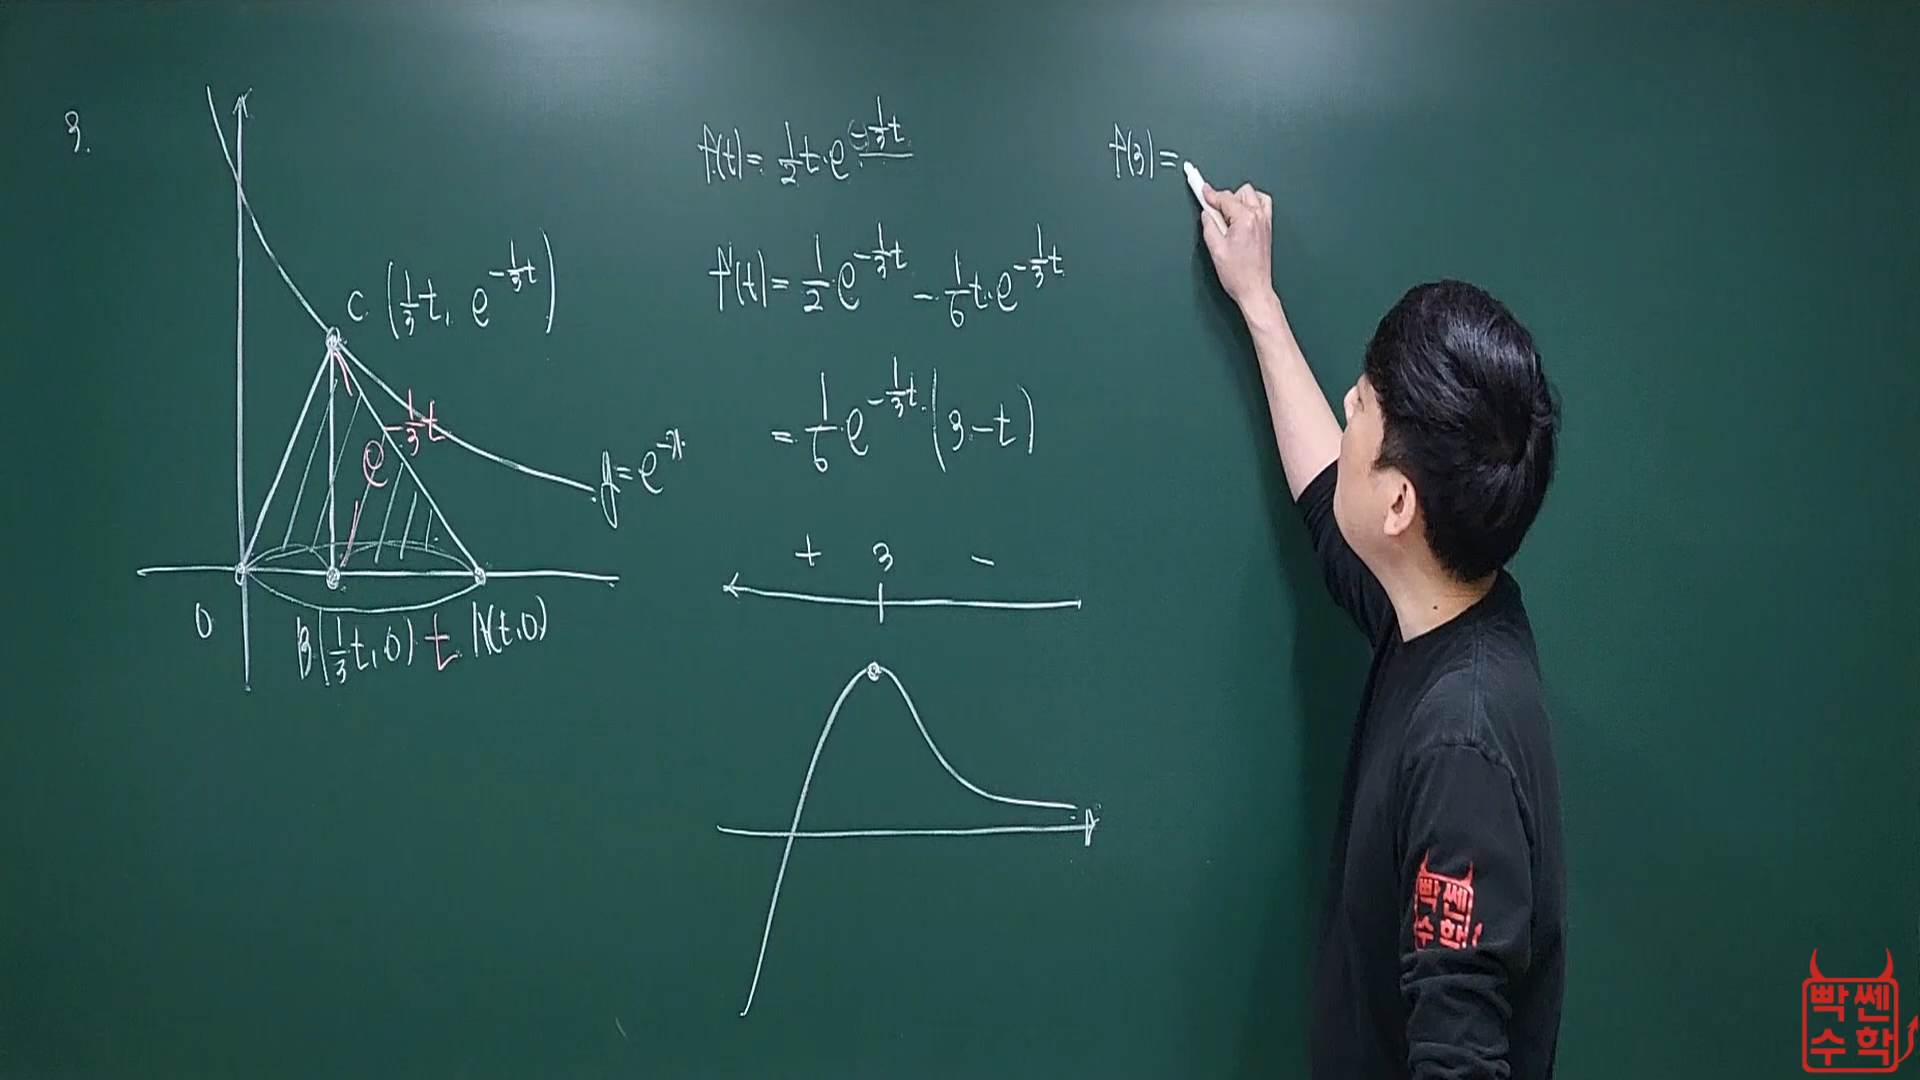 3.
C (1/3 t, e^{-1/3 t})
e^{-1/3 t}
y = e^{-x}
O
B(1/3 t, 0)
t
A(t, 0)
f(t) = 1/2 t · e^{-1/3 t}
f'(t) = 1/2 e^{-1/3 t} - 1/6 t · e^{-1/3 t}
= 1/6 e^{-1/3 t} · (3 - t)
+ 3 -
f(3) =
빡쎈
수학
빡쎈
수학